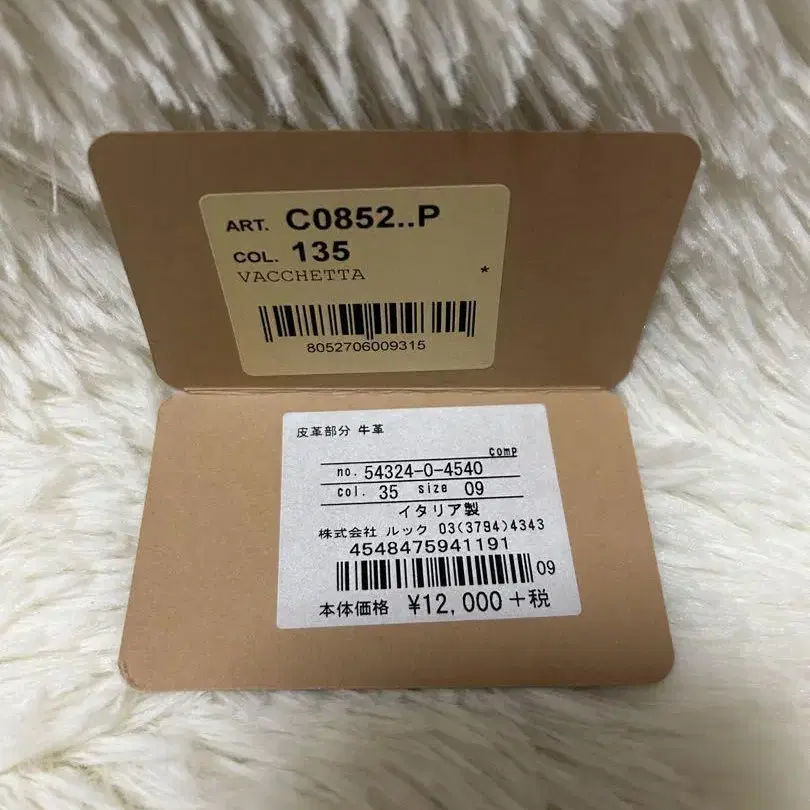 ART. C0852..P
COL. 135
VACCHETTA *
8052706009315
皮革部分 牛革
comp
no. 54324-0-4540
col. 35 size 09
イタリア製
株式会社 ルック 03(3794)4343
4548475941191
09
本体価格 ¥12,000+税